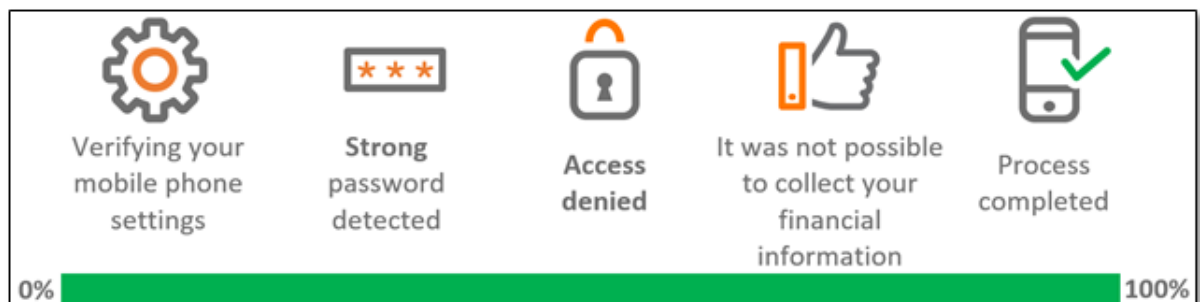 * * *
Verifying your
mobile phone
settings
Strong
password
detected
Access
denied
It was not possible
to collect your
financial
information
Process
completed
0%
100%